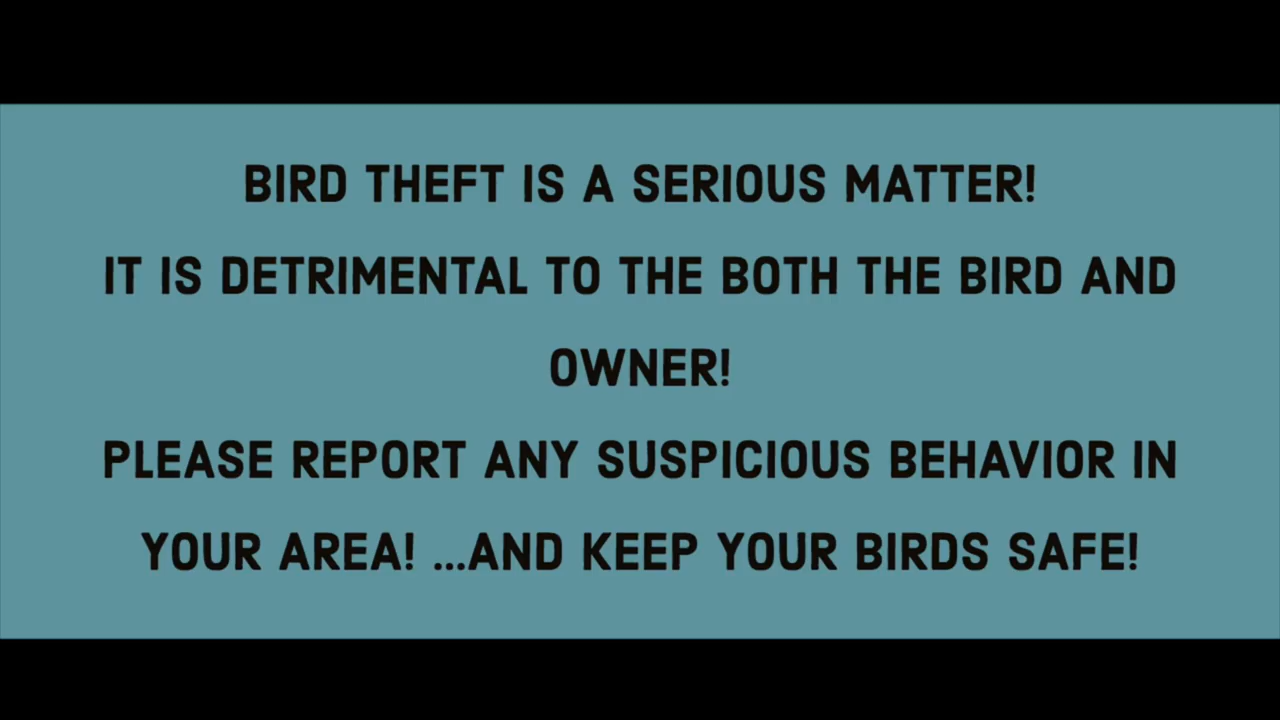 BIRD THEFT IS A SERIOUS MATTER!
IT IS DETRIMENTAL TO THE BOTH THE BIRD AND
OWNER!
PLEASE REPORT ANY SUSPICIOUS BEHAVIOR IN
YOUR AREA! ...AND KEEP YOUR BIRDS SAFE!